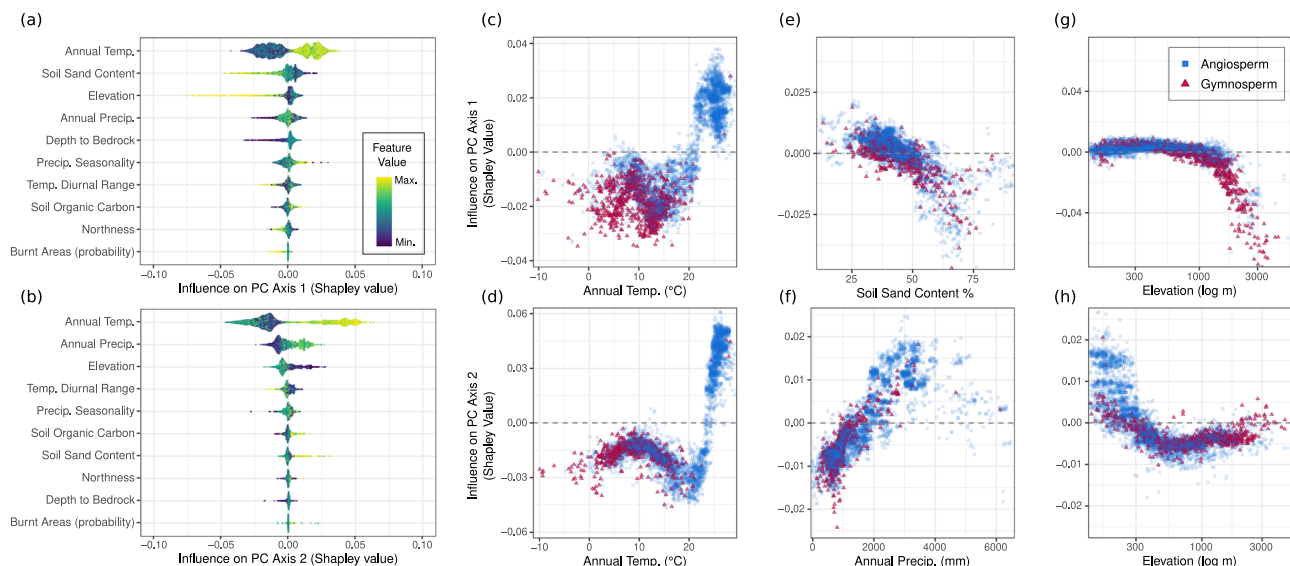 (a)
Annual Temp.
Soil Sand Content
Elevation
Annual Precip.
Depth to Bedrock
Precip. Seasonality
Temp. Diurnal Range
Soil Organic Carbon
Northness
Burnt Areas (probability)
Feature
Value
Max.
Min.
−0.10 −0.05 0.00 0.05 0.10
Influence on PC Axis 1 (Shapley value)
(b)
Annual Temp.
Annual Precip.
Elevation
Temp. Diurnal Range
Precip. Seasonality
Soil Organic Carbon
Soil Sand Content
Northness
Depth to Bedrock
Burnt Areas (probability)
−0.10 −0.05 0.00 0.05 0.10
Influence on PC Axis 2 (Shapley value)
(c)
Influence on PC Axis 1
(Shapley Value)
0.04
0.02
0.00
−0.02
−0,04
−10 0 10 20
Annual Temp. (°C)
(d)
Influence on PC Axis 2
(Shapley Value)
0.06
0.03
0.00
−0.03
−0.06
−10 0 10 20
Annual Temp. (°C)
(e)
0.025
0.000
−0.025
25 50 75
Soil Sand Content %
(f)
0.02
0.01
0.00
−0.01
−0.02
0 2000 4000 6000
Annual Precip. (mm)
(g)
Angiosperm
Gymnosperm
0.04
0.00
−0.04
300 1000 3000
Elevation (log m)
(h)
0.02
0.01
0.00
−0.01
−0.02
300 1000 3000
Elevation (log m)